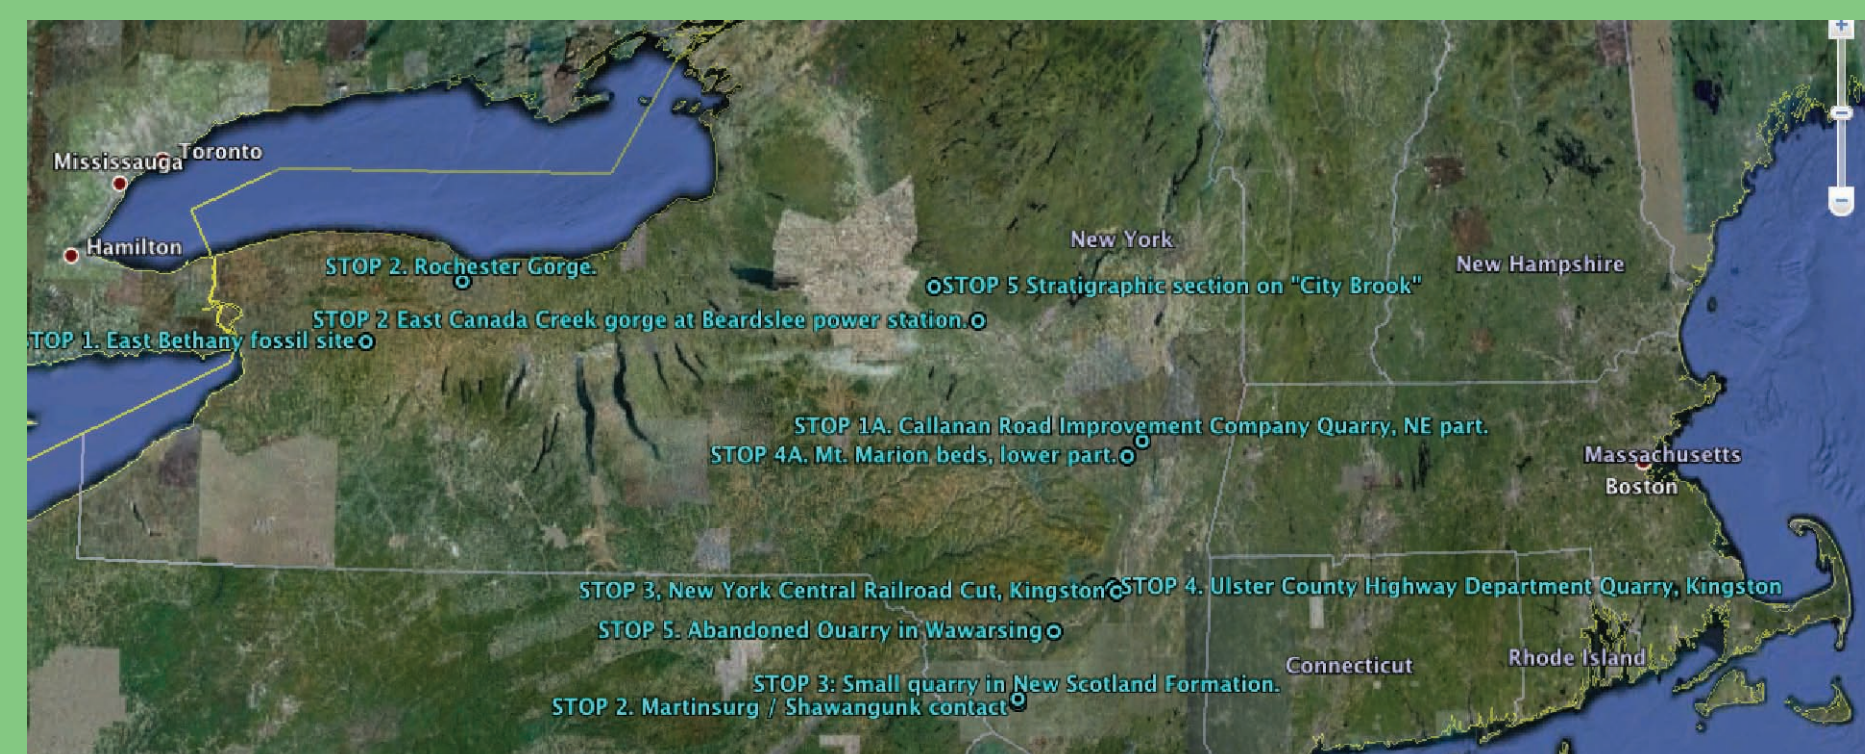 Toronto
Mississauga
Hamilton
New York
STOP 2. Rochester Gorge.
New Hampshire
STOP 5 Stratigraphic section on "City Brook"
STOP 2 East Canada Creek gorge at Beardslee power station.
TOP 1. East Bethany fossil site
STOP 1A. Callanan Road Improvement Company Quarry, NE part.
STOP 4A. Mt. Marion beds, lower part.
Massachusetts
Boston
STOP 3, New York Central Railroad Cut, Kingston
STOP 4. Ulster County Highway Department Quarry, Kingston
STOP 5. Abandoned Quarry in Wawarsing
Rhode Island
Connecticut
STOP 3: Small quarry in New Scotland Formation.
STOP 2. Martinsurg / Shawangunk contact